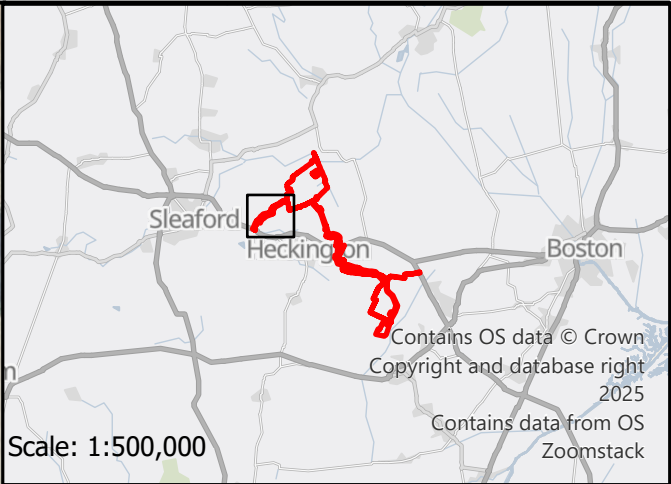 Sleaford
Heckington
Boston
m
Contains OS data © Crown
Copyright and database right
2025
Contains data from OS
Zoomstack
Scale: 1:500,000